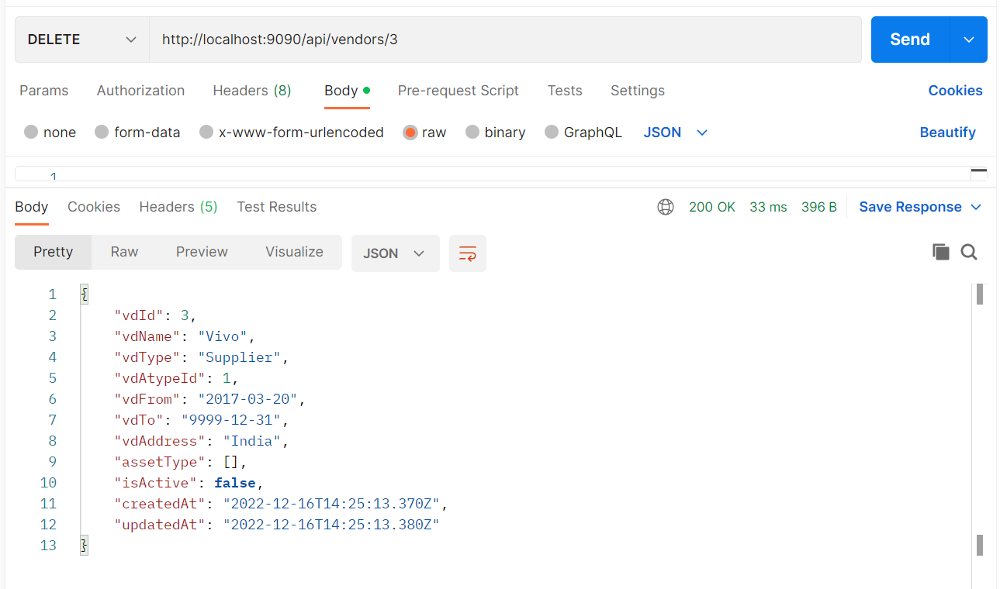 DELETE http://localhost:9090/api/vendors/3 Send
Params Authorization Headers (8) Body Pre-request Script Tests Settings Cookies
none form-data x-www-form-urlencoded raw binary GraphQL JSON Beautify
1
Body Cookies Headers (5) Test Results 200 OK 33 ms 396 B Save Response
Pretty Raw Preview Visualize JSON
1 {
2 "vdId": 3,
3 "vdName": "Vivo",
4 "vdType": "Supplier",
5 "vdAtypeId": 1,
6 "vdFrom": "2017-03-20",
7 "vdTo": "9999-12-31",
8 "vdAddress": "India",
9 "assetType": [],
10 "isActive": false,
11 "createdAt": "2022-12-16T14:25:13.370Z",
12 "updatedAt": "2022-12-16T14:25:13.380Z"
13 }